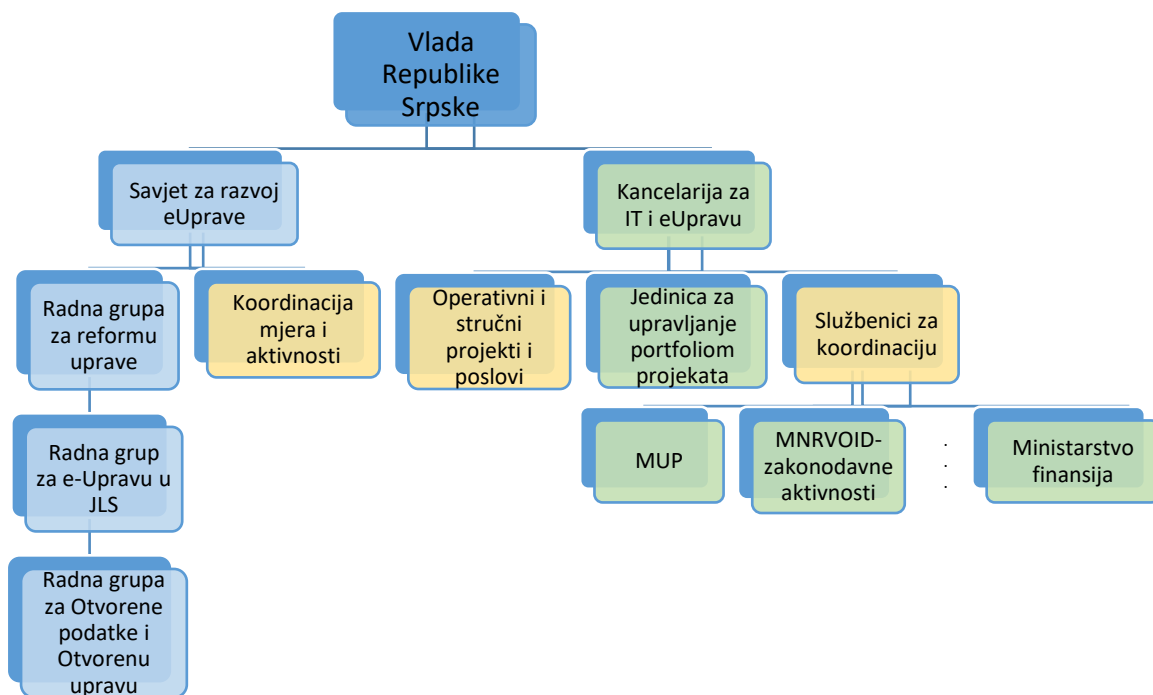 Vlada
Republike
Srpske
Savjet za razvoj
eUprave
Kancelarija za
IT i eUpravu
Radna grupa
za reformu
uprave
Koordinacija
mjera i
aktivnosti
Operativni i
stručni
projekti i
poslovi
Jedinica za
upravljanje
portfoliom
projekata
Službenici za
koordinaciju
Radna grup
za e-Upravu u
JLS
MUP
MNRVOID-
zakonodavne
aktivnosti
.
.
.
Ministarstvo
finansija
Radna grupa
za Otvorene
podatke i
Otvorenu
upravu